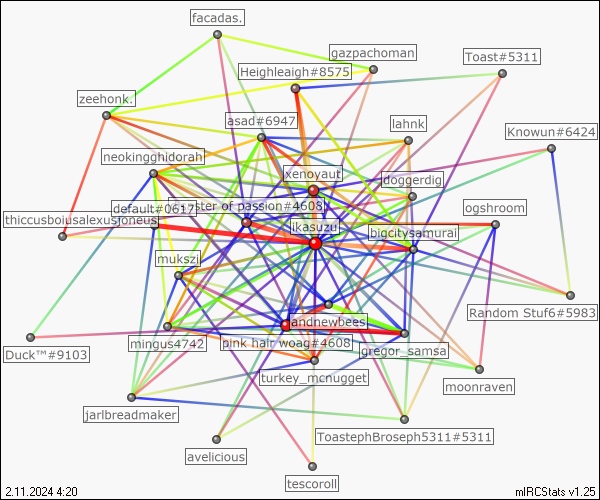 facadas.
gazpachoman
Toast#5311
Heighleaigh#8575
zeehonk.
asad#6947
lahnk
Knowun#6424
neokingghidorah
xenoyaut
doggerdig
default#0617
ster of passion#4608
ogshroom
ikasuzu
bigcitysamurai
mukszi
Random Stuf6#5983
andnewbees
mingus4742
pink hair woag#4608
gregor_samsa
Duck™#9103
turkey_mcnugget
moonraven
jarlbreadmaker
ToastephBroseph5311#5311
avelicious
tescoroll
2.11.2024 4:20
mIRCStats v1.25